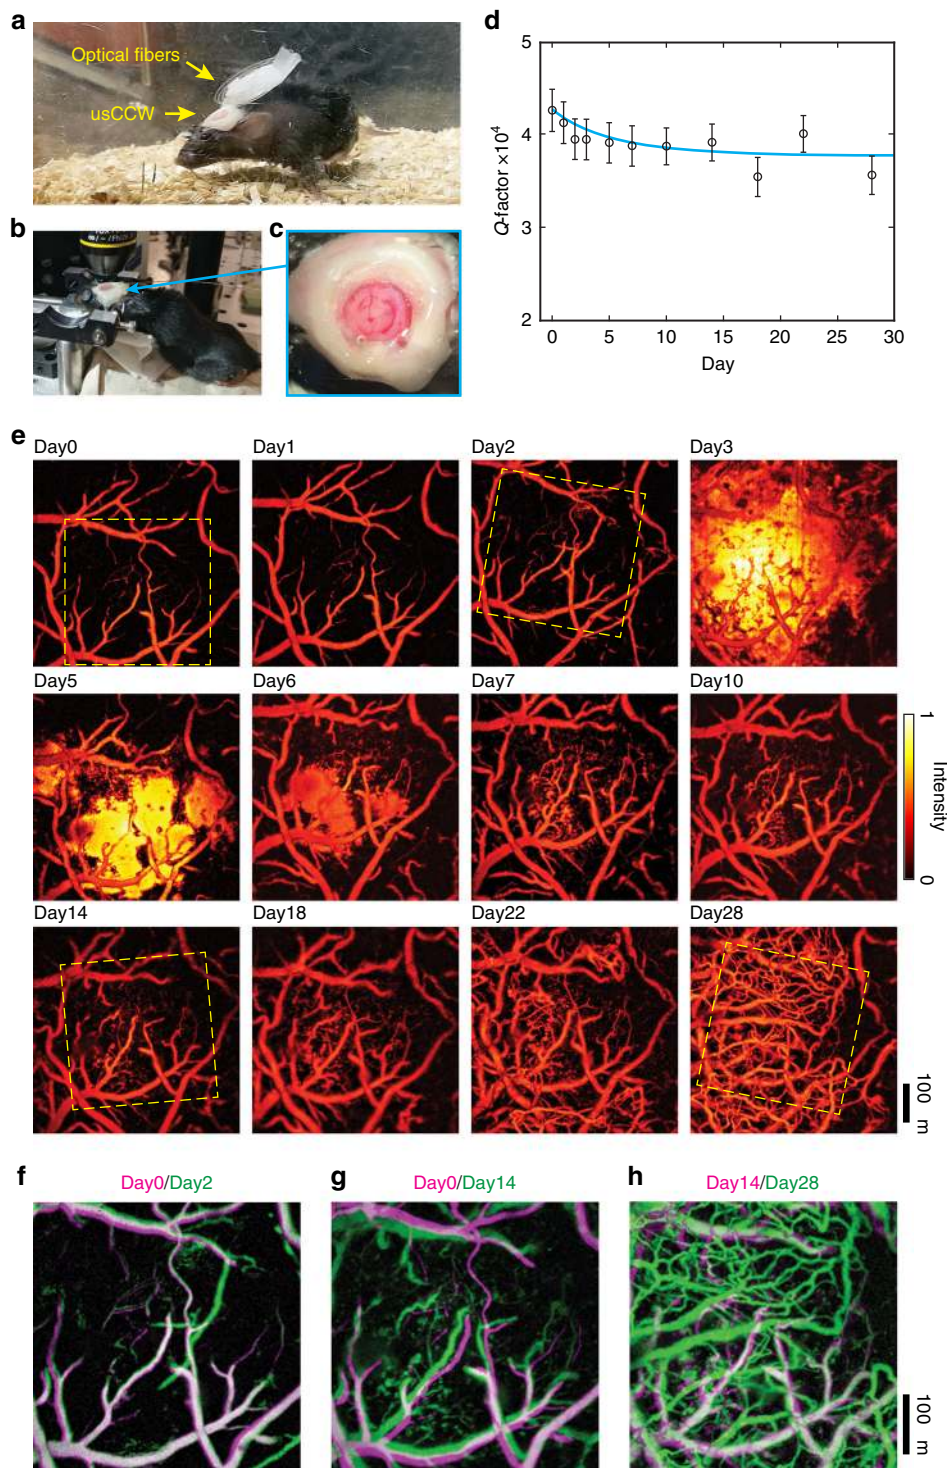 a
Optical fibers
usCCW
b
c
d
5
4
3
2
Q-factor ×10⁴
0
5
10
15
20
25
30
Day
e
Day0
Day1
Day2
Day3
Day5
Day6
Day7
Day10
1
Intensity
0
Day14
Day18
Day22
Day28
100 m
f
Day0/Day2
g
Day0/Day14
h
Day14/Day28
100 m